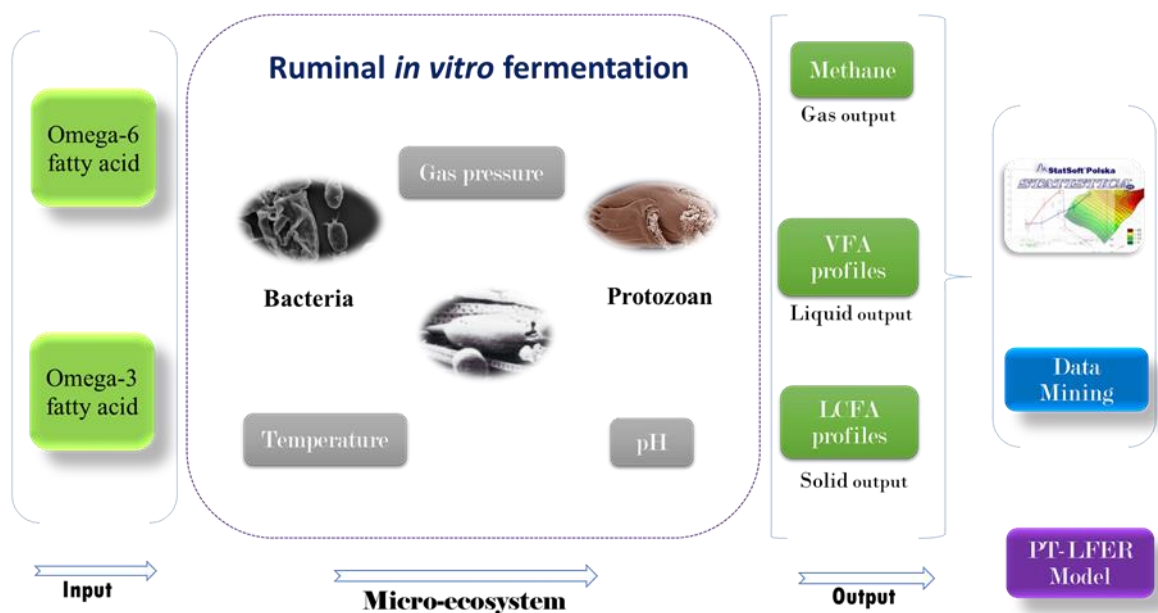 Ruminal in vitro fermentation
Omega-6
fatty acid
Omega-3
fatty acid
Gas pressure
Bacteria
Protozoan
Temperature
pH
Methane
Gas output
VFA
profiles
Liquid output
LCFA
profiles
Solid output
StatSoft Polska
STATISTICA
Data
Mining
PT-LFER
Model
Input
Micro-ecosystem
Output